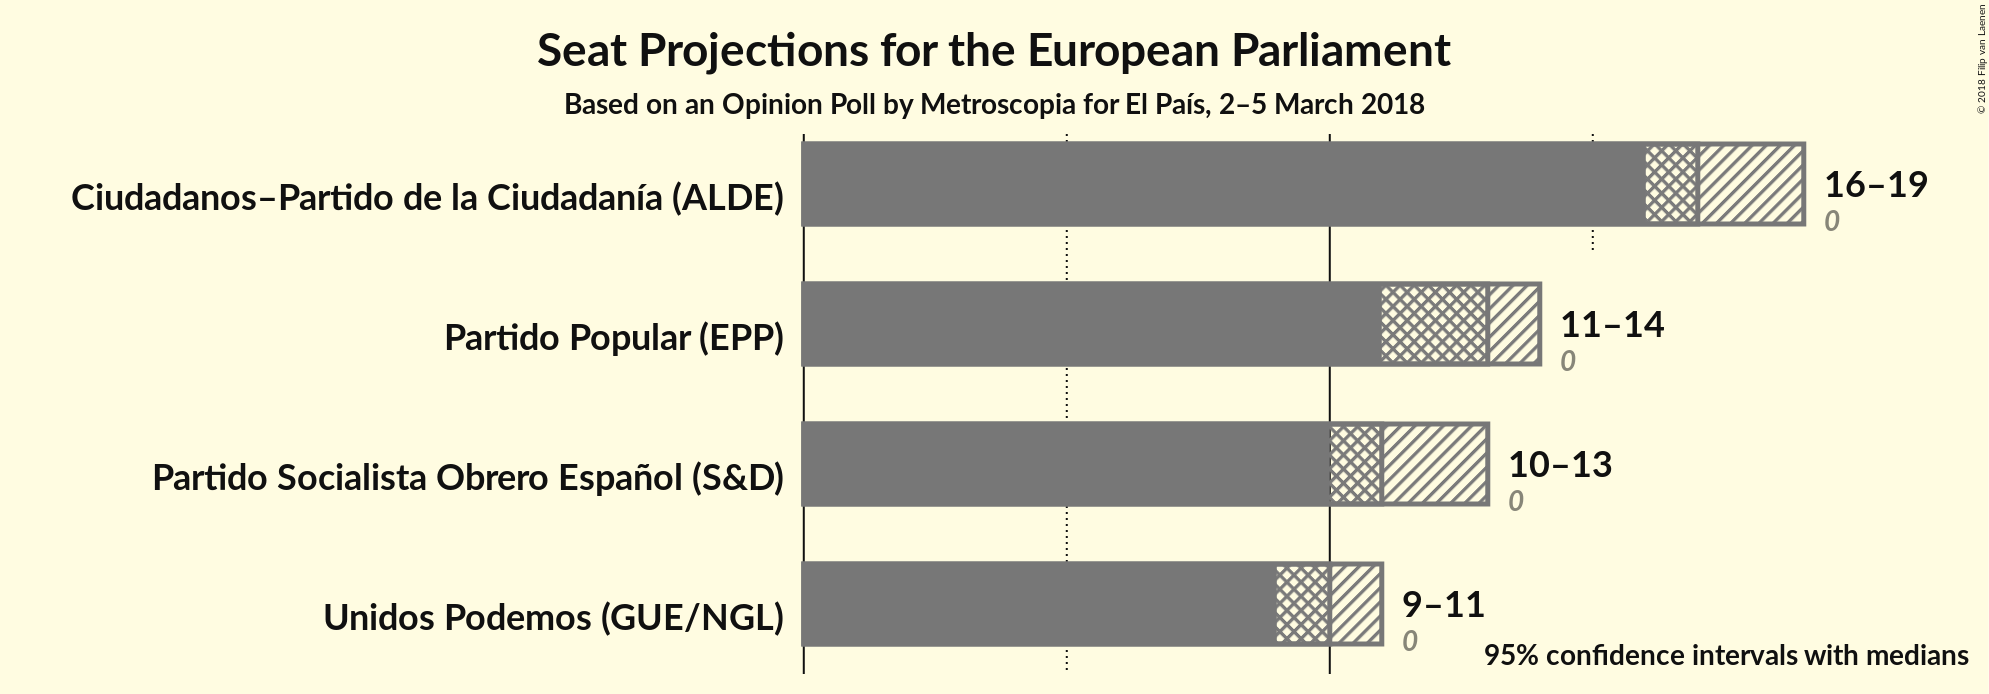 Seat Projections for the European Parliament
Based on an Opinion Poll by Metroscopia for El País, 2–5 March 2018
© 2018 Filip van Laenen
Ciudadanos–Partido de la Ciudadanía (ALDE)
16–19
0
Partido Popular (EPP)
11–14
0
Partido Socialista Obrero Español (S&D)
10–13
0
Unidos Podemos (GUE/NGL)
9–11
0
95% confidence intervals with medians